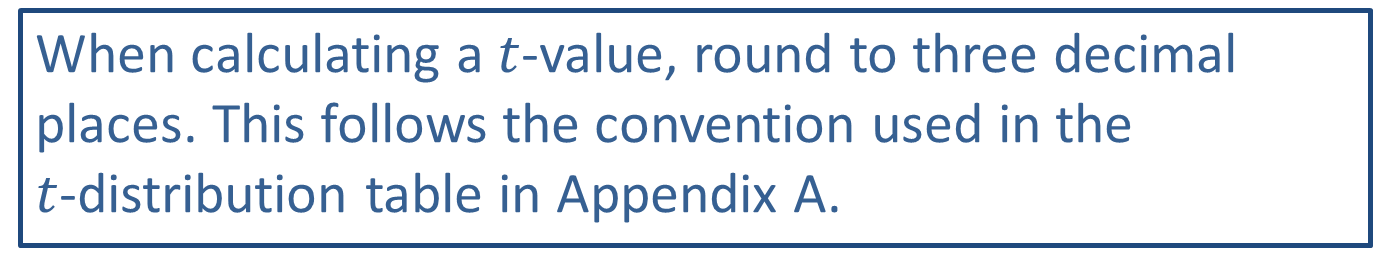 When calculating a t-value, round to three decimal
places. This follows the convention used in the
t-distribution table in Appendix A.